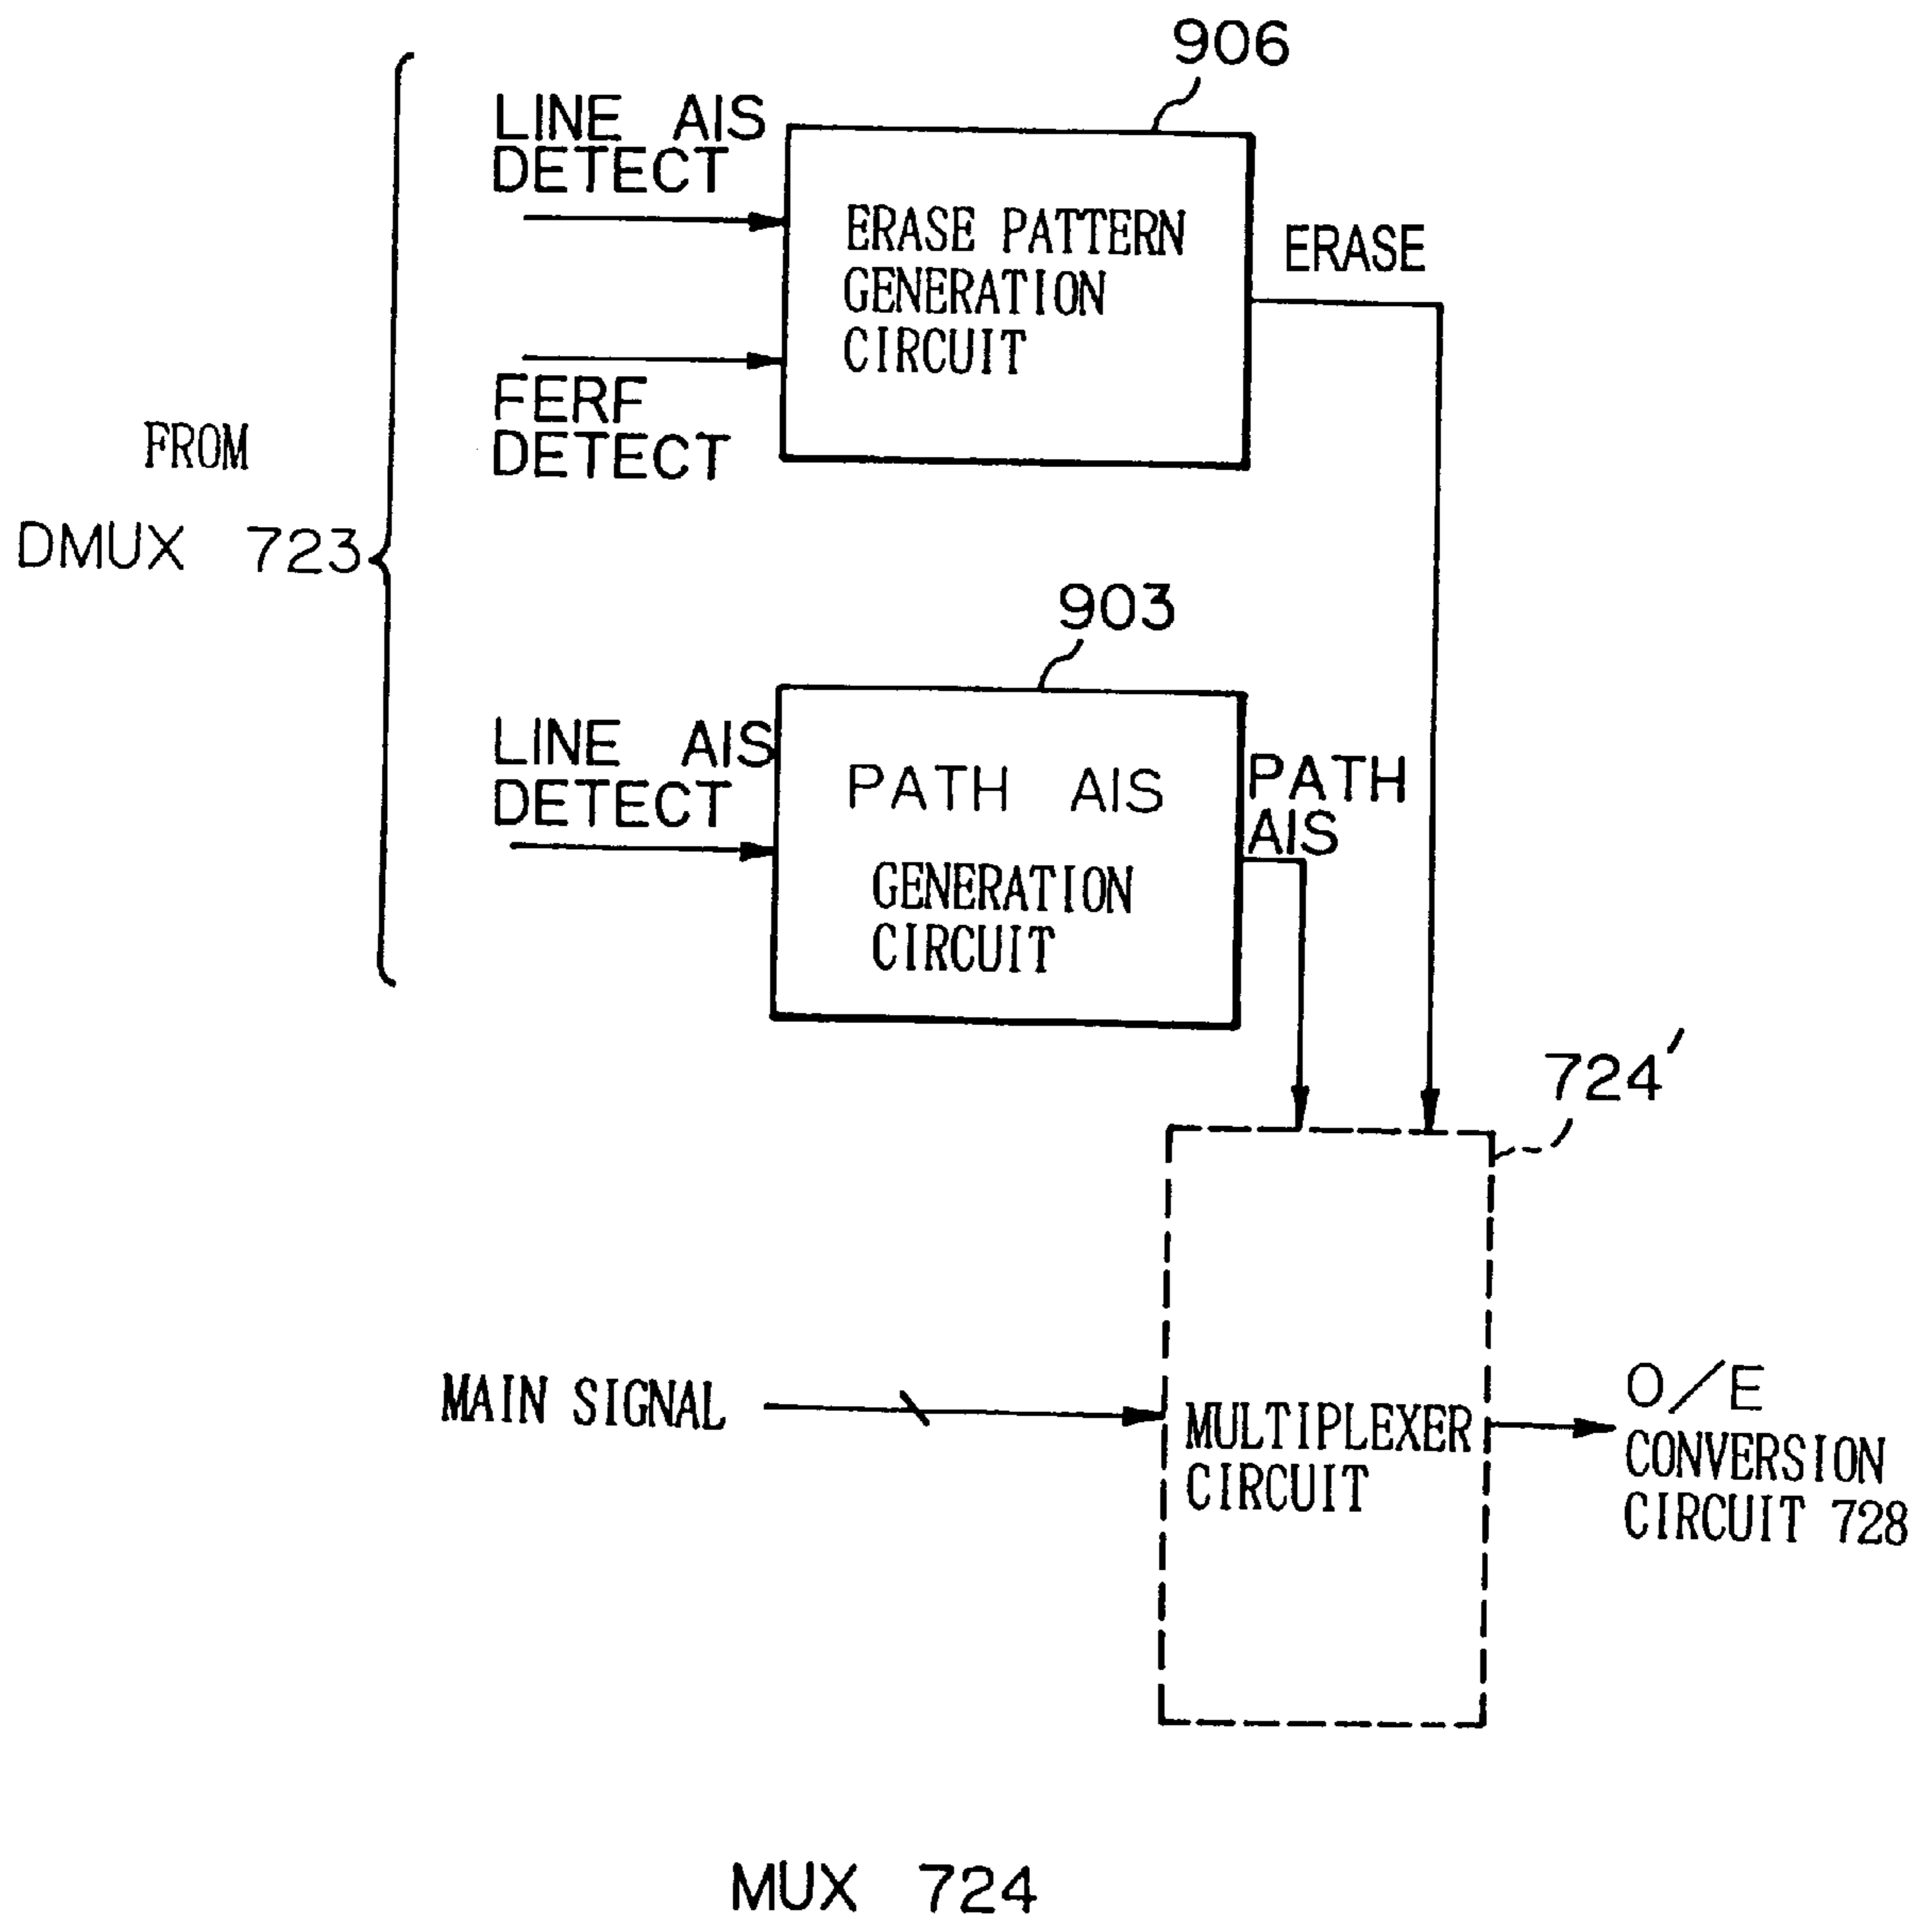 906
LINE AIS
DETECT
ERASE PATTERN
GENERATION
CIRCUIT
ERASE
FERF
DETECT
FROM
DMUX 723
903
LINE AIS
DETECT
PATH AIS
GENERATION
CIRCUIT
PATH
AIS
724'
MAIN SIGNAL
MULTIPLEXER
CIRCUIT
O/E
CONVERSION
CIRCUIT 728
MUX 724